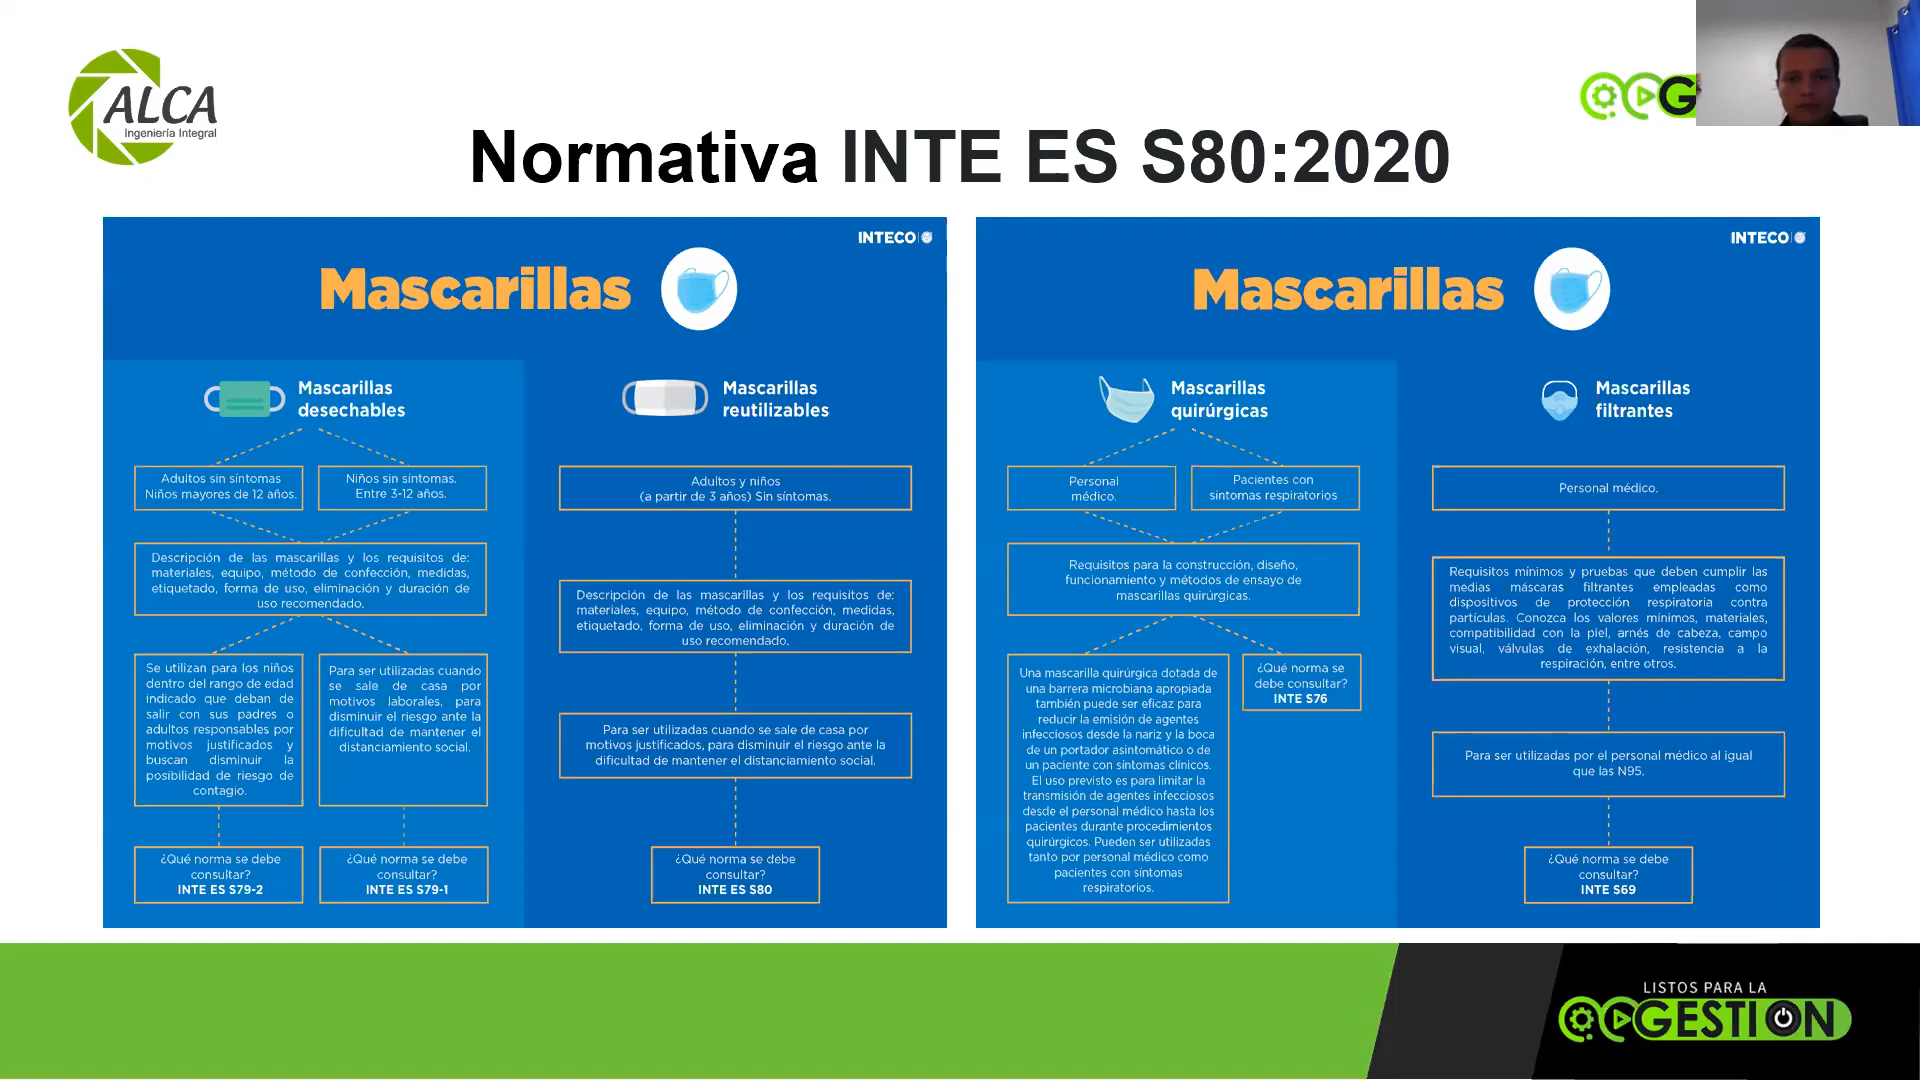 ALCA
Ingeniería Integral
G
Normativa INTE ES S80:2020
INTECO
Mascarillas
Mascarillas
desechables
Adultos sin síntomas
Niños mayores de 12 años.
Niños sin síntomas.
Entre 3-12 años.
Descripción de las mascarillas y los requisitos de:
materiales, equipo, método de confección, medidas,
etiquetado, forma de uso, eliminación y duración de
uso recomendado.
Se utilizan para los niños
dentro del rango de edad
indicado que deban de
salir con sus padres o
adultos responsables por
motivos justificados y
buscan disminuir la
posibilidad de riesgo de
contagio.
Para ser utilizadas cuando
se sale de casa por
motivos laborales, para
disminuir el riesgo ante la
dificultad de mantener el
distanciamiento social.
¿Qué norma se debe
consultar?
INTE ES S79-2
¿Qué norma se debe
consultar?
INTE ES S79-1
Mascarillas
reutilizables
Adultos y niños
(a partir de 3 años) Sin síntomas.
Descripción de las mascarillas y los requisitos de:
materiales, equipo, método de confección, medidas,
etiquetado, forma de uso, eliminación y duración de
uso recomendado.
Para ser utilizadas cuando se sale de casa por
motivos justificados, para disminuir el riesgo ante la
dificultad de mantener el distanciamiento social.
¿Qué norma se debe
consultar?
INTE ES S80
INTECO
Mascarillas
Mascarillas
quirúrgicas
Personal
médico.
Pacientes con
síntomas respiratorios
Requisitos para la construcción, diseño,
funcionamiento y métodos de ensayo de
mascarillas quirúrgicas.
Una mascarilla quirúrgica dotada de
una barrera microbiana apropiada
también puede ser eficaz para
reducir la emisión de agentes
infecciosos desde la nariz y la boca
de un portador asintomático o de
un paciente con síntomas clínicos.
El uso previsto es para limitar la
transmisión de agentes infecciosos
desde el personal médico hasta los
pacientes durante procedimientos
quirúrgicos. Pueden ser utilizadas
tanto por personal médico como
pacientes con síntomas
respiratorios.
¿Qué norma se
debe consultar?
INTE S76
Mascarillas
filtrantes
Personal médico.
Requisitos mínimos y pruebas que deben cumplir las
medias máscaras filtrantes empleadas como
dispositivos de protección respiratoria contra
partículas. Conozca los valores mínimos, materiales,
compatibilidad con la piel, arnés de cabeza, campo
visual, válvulas de exhalación, resistencia a la
respiración, entre otros.
Para ser utilizadas por el personal médico al igual
que las N95.
¿Qué norma se debe
consultar?
INTE S69
LISTOS PARA LA
GESTION